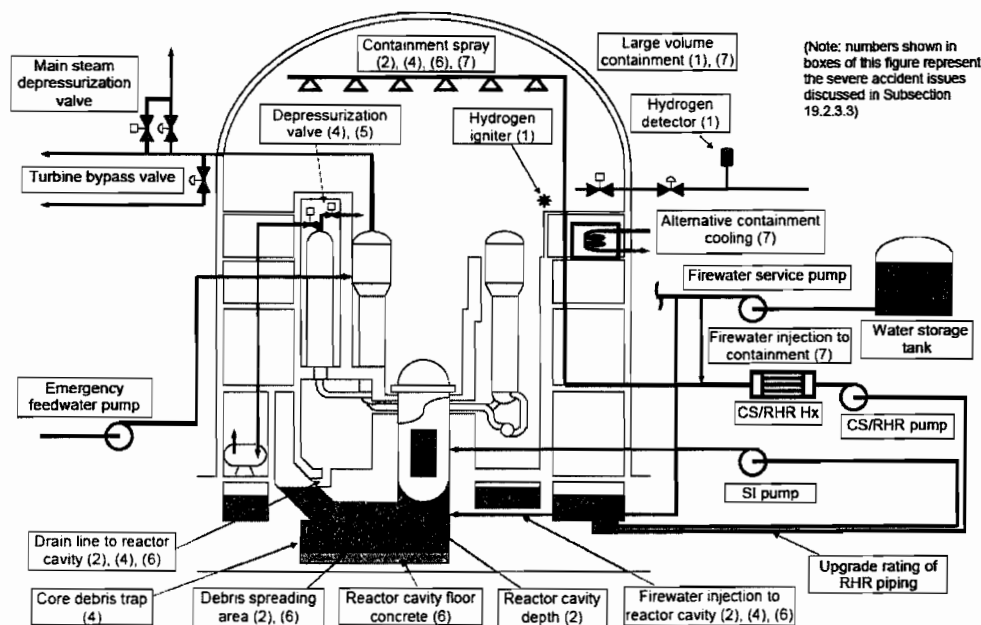 Main steam
depressurization
valve
Turbine bypass valve
Containment spray
(2), (4), (6), (7)
Depressurization
valve (4), (5)
Hydrogen
igniter (1)
Large volume
containment (1), (7)
Hydrogen
detector (1)
(Note: numbers shown in
boxes of this figure represent
the severe accident issues
discussed in Subsection
19.2.3.3)
Alternative containment
cooling (7)
Firewater service pump
Water storage
tank
Firewater injection to
containment (7)
Emergency
feedwater pump
CS/RHR Hx
CS/RHR pump
SI pump
Drain line to reactor
cavity (2), (4), (6)
Upgrade rating of
RHR piping
Core debris trap
(4)
Debris spreading
area (2), (6)
Reactor cavity floor
concrete (6)
Reactor cavity
depth (2)
Firewater injection to
reactor cavity (2), (4), (6)